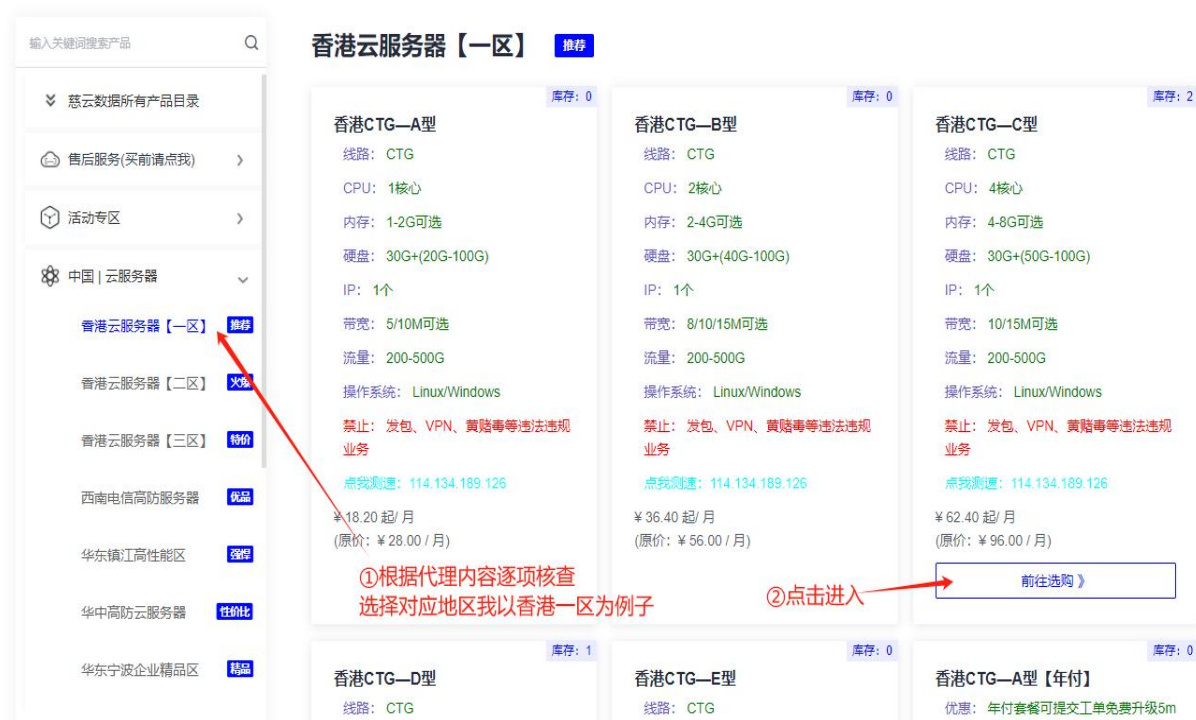 输入关键词搜索产品
慈云数据所有产品目录
售后服务(买前请点我)
活动专区
中国 | 云服务器
香港云服务器【一区】 推荐
香港云服务器【二区】
香港云服务器【三区】 特价
西南电信高防服务器 优品
华东镇江高性能区 强悍
华中高防云服务器 性价比
华东宁波企业精品区 精品
香港云服务器【一区】 推荐
库存: 0
香港CTG—A型
线路: CTG
CPU: 1核心
内存: 1-2G可选
硬盘: 30G+(20G-100G)
IP: 1个
带宽: 5/10M可选
流量: 200-500G
操作系统: Linux/Windows
禁止: 发包、VPN、黄赌毒等违法违规
业务
点我测速: 114.134.189.126
¥ 18.20 起/ 月
(原价: ¥ 28.00 / 月)
库存: 0
香港CTG—B型
线路: CTG
CPU: 2核心
内存: 2-4G可选
硬盘: 30G+(40G-100G)
IP: 1个
带宽: 8/10/15M可选
流量: 200-500G
操作系统: Linux/Windows
禁止: 发包、VPN、黄赌毒等违法违规
业务
点我测速: 114.134.189.126
¥ 36.40 起/ 月
(原价: ¥ 56.00 / 月)
库存: 2
香港CTG—C型
线路: CTG
CPU: 4核心
内存: 4-8G可选
硬盘: 30G+(50G-100G)
IP: 1个
带宽: 10/15M可选
流量: 200-500G
操作系统: Linux/Windows
禁止: 发包、VPN、黄赌毒等违法违规
业务
点我测速: 114.134.189.126
¥ 62.40 起/ 月
(原价: ¥ 96.00 / 月)
前往选购 》
①根据代理内容逐项核查
选择对应地区我以香港一区为例子
②点击进入
库存: 1
香港CTG—D型
线路: CTG
库存: 0
香港CTG—E型
线路: CTG
库存: 0
香港CTG—A型【年付】
优惠: 年付套餐可提交工单免费升级5m